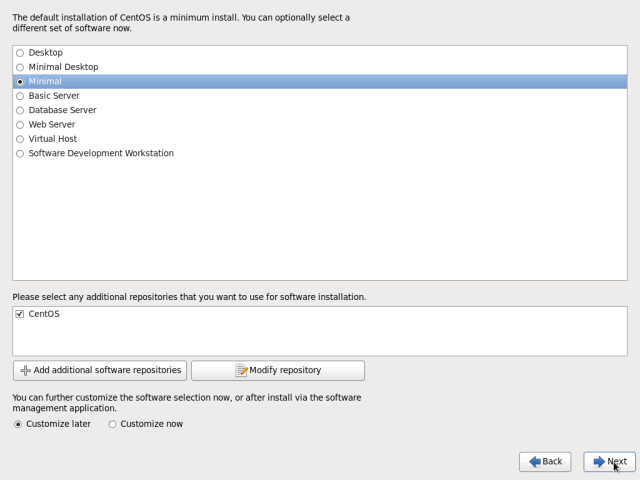 The default installation of CentOS is a minimum install. You can optionally select a
different set of software now.
Desktop
Minimal Desktop
Minimal
Basic Server
Database Server
Web Server
Virtual Host
Software Development Workstation
Please select any additional repositories that you want to use for software installation.
CentOS
Add additional software repositories
Modify repository
You can further customize the software selection now, or after install via the software
management application.
Customize later
Customize now
Back
Next